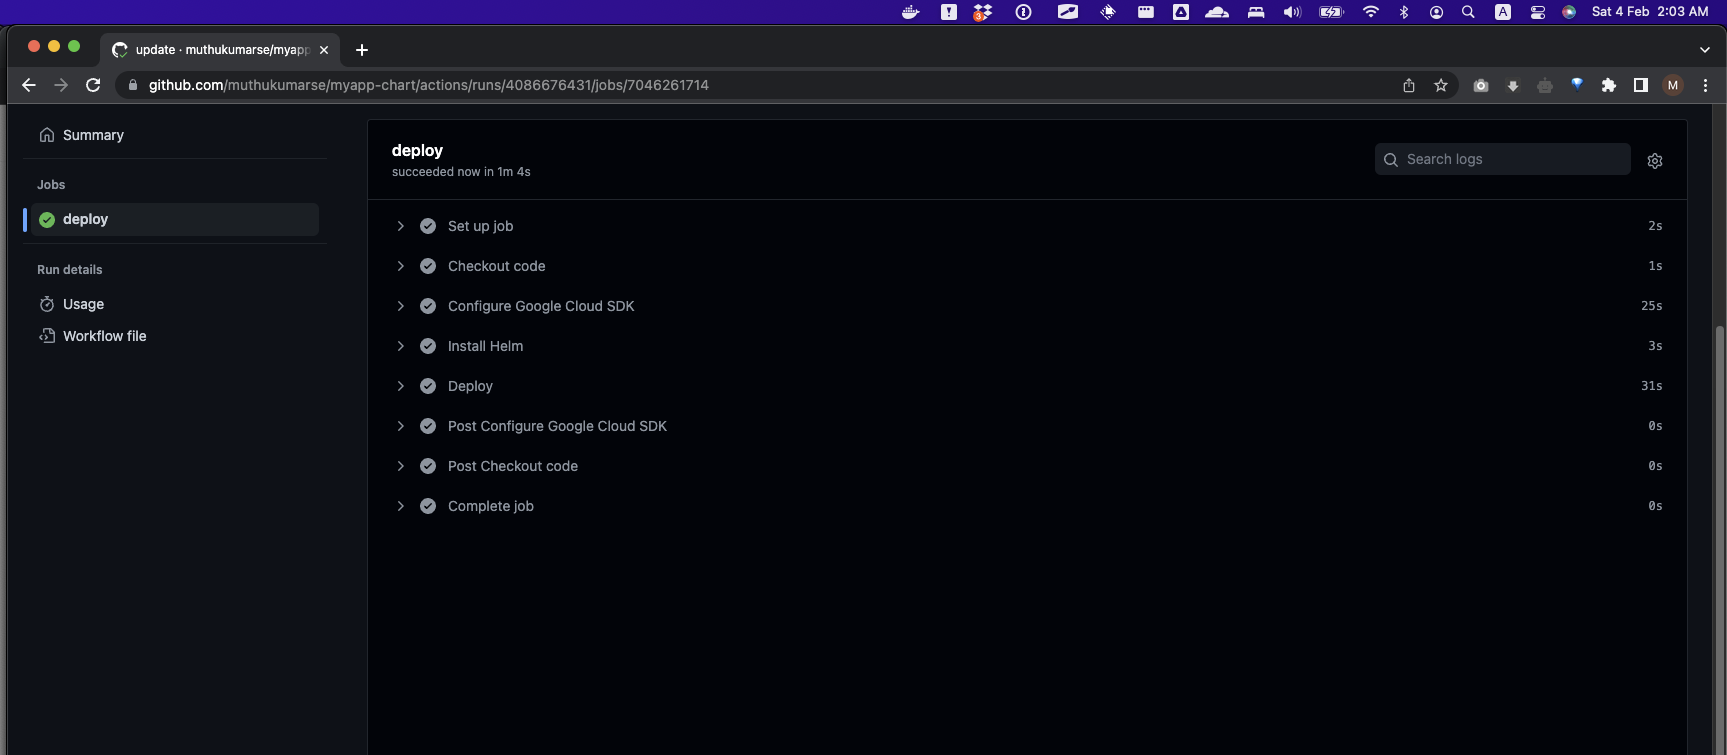 Sat 4 Feb 2:03 AM
update · muthukumarse/myapp
github.com/muthukumarse/myapp-chart/actions/runs/4086676431/jobs/7046261714
M
Summary
Jobs
deploy
Run details
Usage
Workflow file
deploy
succeeded now in 1m 4s
Search logs
Set up job 2s
Checkout code 1s
Configure Google Cloud SDK 25s
Install Helm 3s
Deploy 31s
Post Configure Google Cloud SDK 0s
Post Checkout code 0s
Complete job 0s